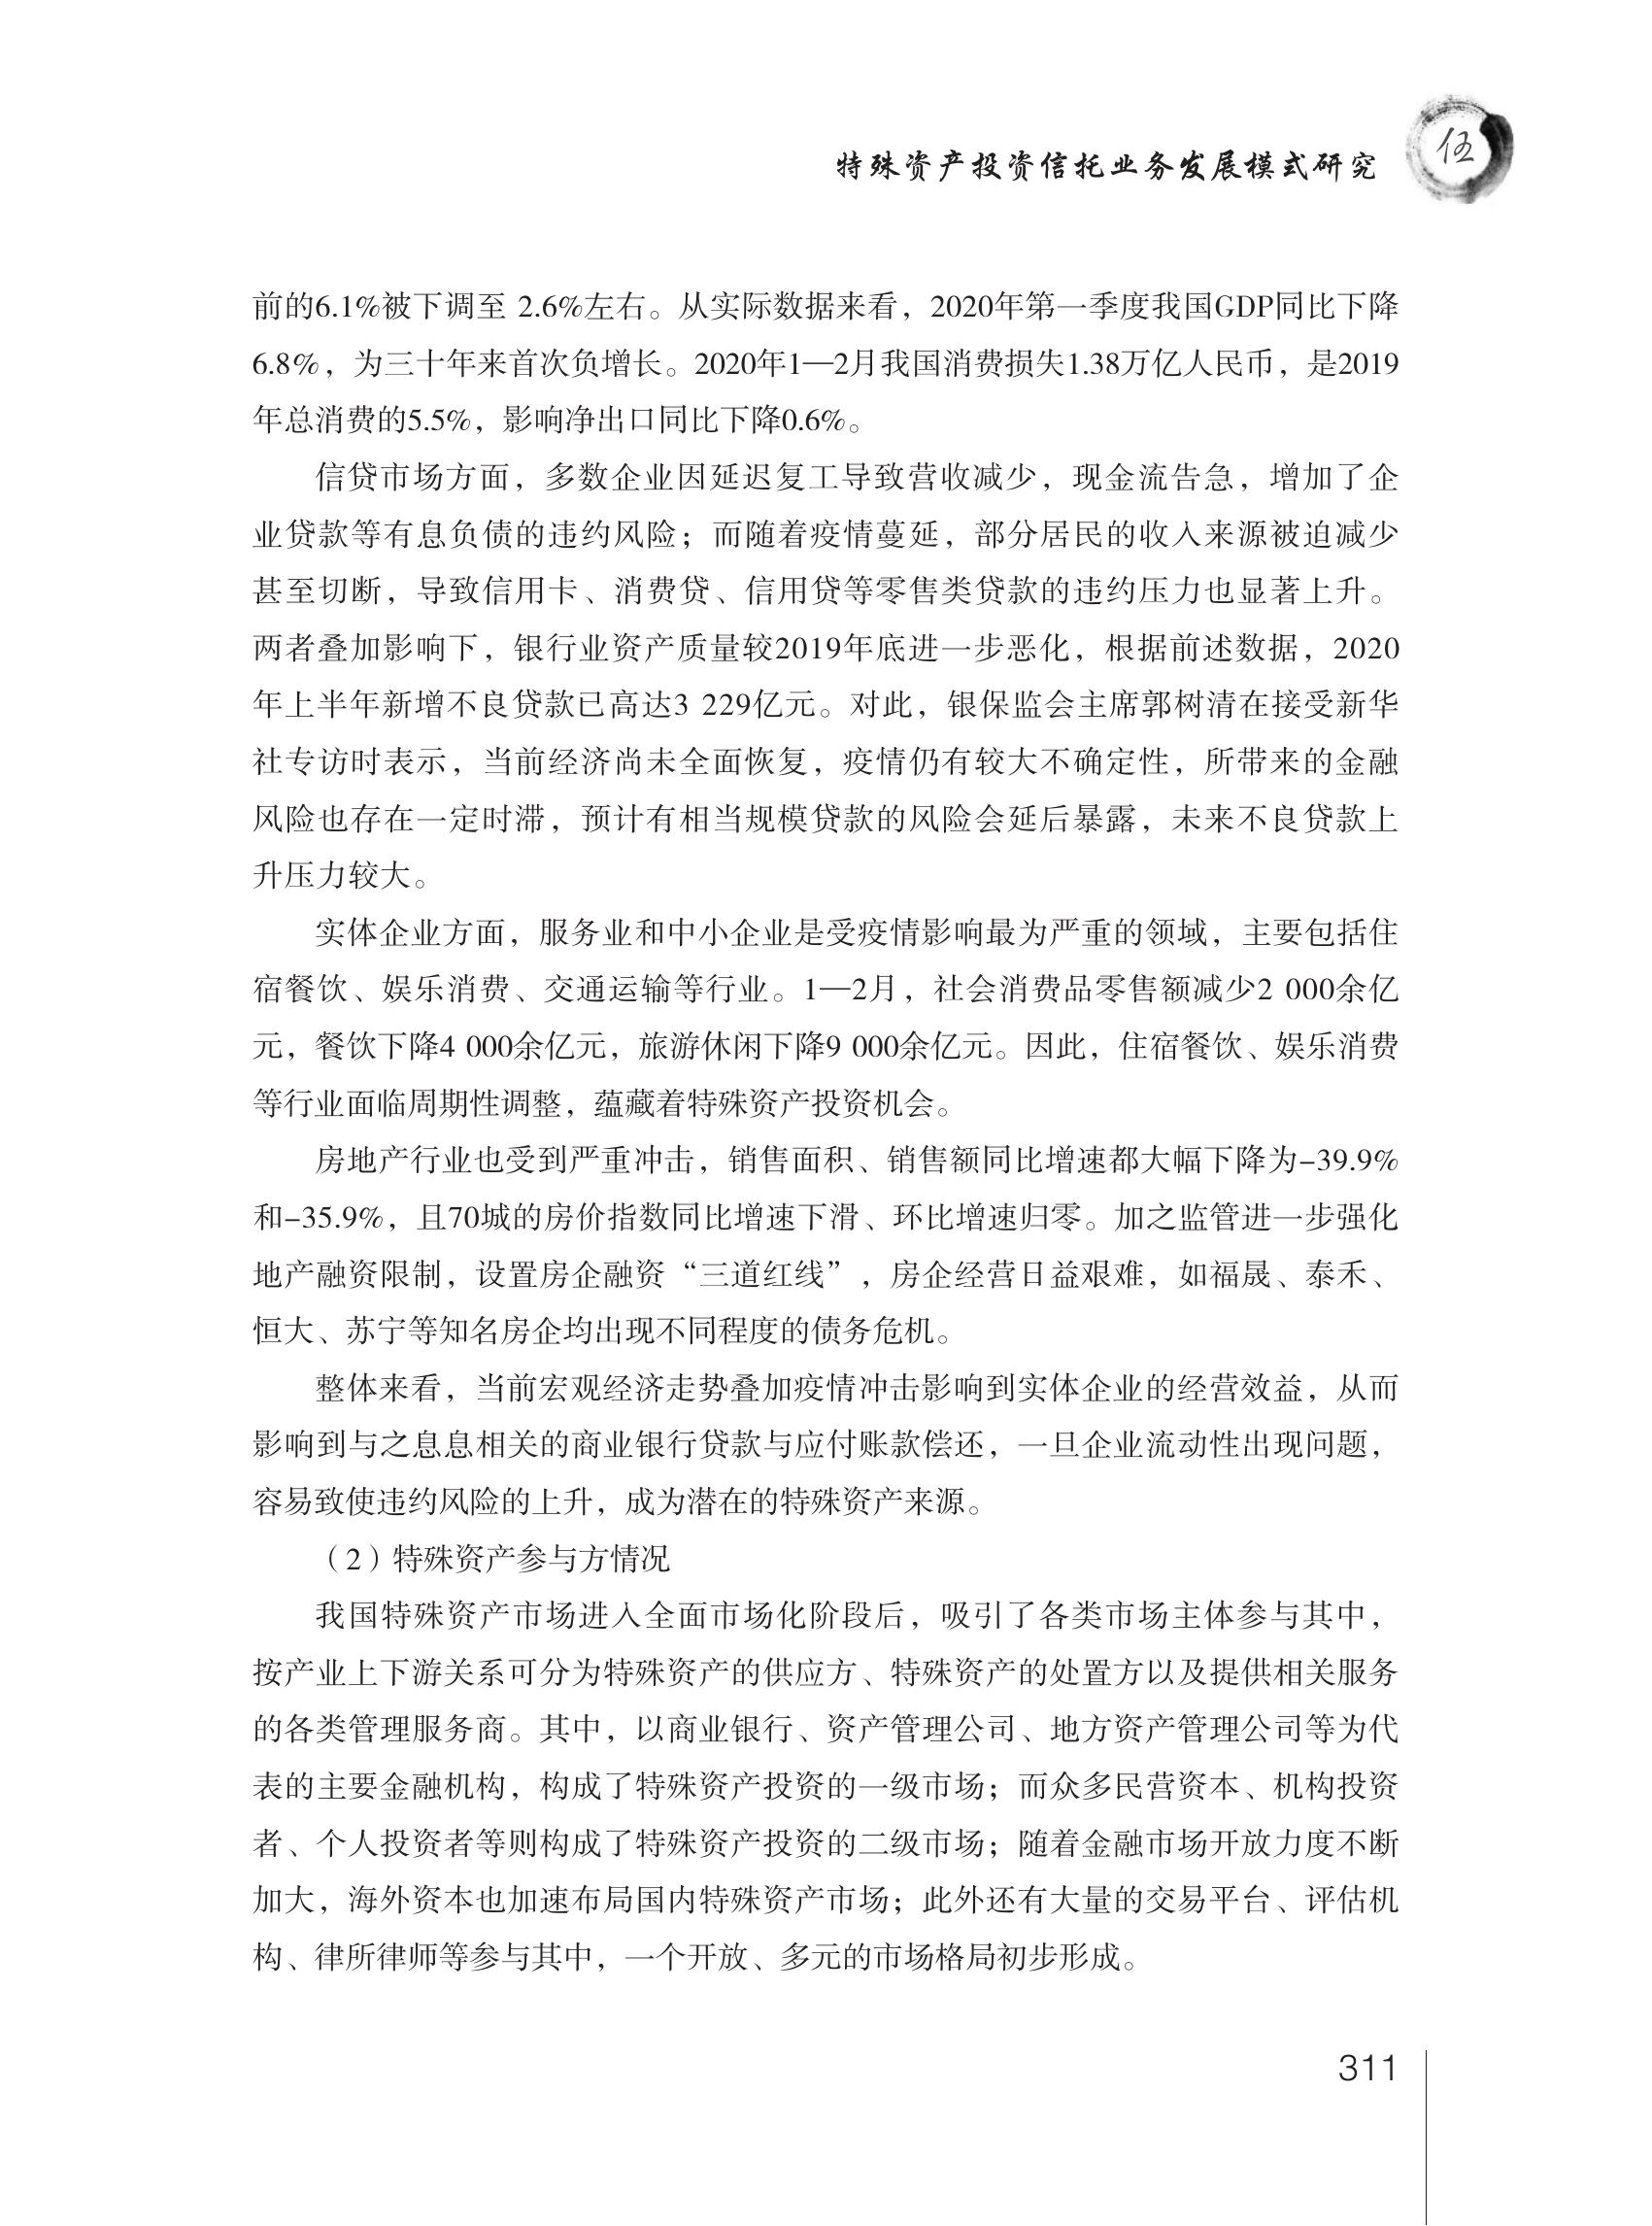 特殊资产投资信托业务发展模式研究
伍
前的6.1%被下调至 2.6%左右。从实际数据来看，2020年第一季度我国GDP同比下降
6.8%，为三十年来首次负增长。2020年1—2月我国消费损失1.38万亿人民币，是2019
年总消费的5.5%，影响净出口同比下降0.6%。
信贷市场方面，多数企业因延迟复工导致营收减少，现金流告急，增加了企
业贷款等有息负债的违约风险；而随着疫情蔓延，部分居民的收入来源被迫减少
甚至切断，导致信用卡、消费贷、信用贷等零售类贷款的违约压力也显著上升。
两者叠加影响下，银行业资产质量较2019年底进一步恶化，根据前述数据，2020
年上半年新增不良贷款已高达3 229亿元。对此，银保监会主席郭树清在接受新华
社专访时表示，当前经济尚未全面恢复，疫情仍有较大不确定性，所带来的金融
风险也存在一定时滞，预计有相当规模贷款的风险会延后暴露，未来不良贷款上
升压力较大。
实体企业方面，服务业和中小企业是受疫情影响最为严重的领域，主要包括住
宿餐饮、娱乐消费、交通运输等行业。1—2月，社会消费品零售额减少2 000余亿
元，餐饮下降4 000余亿元，旅游休闲下降9 000余亿元。因此，住宿餐饮、娱乐消费
等行业面临周期性调整，蕴藏着特殊资产投资机会。
房地产行业也受到严重冲击，销售面积、销售额同比增速都大幅下降为–39.9%
和–35.9%，且70城的房价指数同比增速下滑、环比增速归零。加之监管进一步强化
地产融资限制，设置房企融资“三道红线”，房企经营日益艰难，如福晟、泰禾、
恒大、苏宁等知名房企均出现不同程度的债务危机。
整体来看，当前宏观经济走势叠加疫情冲击影响到实体企业的经营效益，从而
影响到与之息息相关的商业银行贷款与应付账款偿还，一旦企业流动性出现问题，
容易致使违约风险的上升，成为潜在的特殊资产来源。
（2）特殊资产参与方情况
我国特殊资产市场进入全面市场化阶段后，吸引了各类市场主体参与其中，
按产业上下游关系可分为特殊资产的供应方、特殊资产的处置方以及提供相关服务
的各类管理服务商。其中，以商业银行、资产管理公司、地方资产管理公司等为代
表的主要金融机构，构成了特殊资产投资的一级市场；而众多民营资本、机构投资
者、个人投资者等则构成了特殊资产投资的二级市场；随着金融市场开放力度不断
加大，海外资本也加速布局国内特殊资产市场；此外还有大量的交易平台、评估机
构、律所律师等参与其中，一个开放、多元的市场格局初步形成。
311